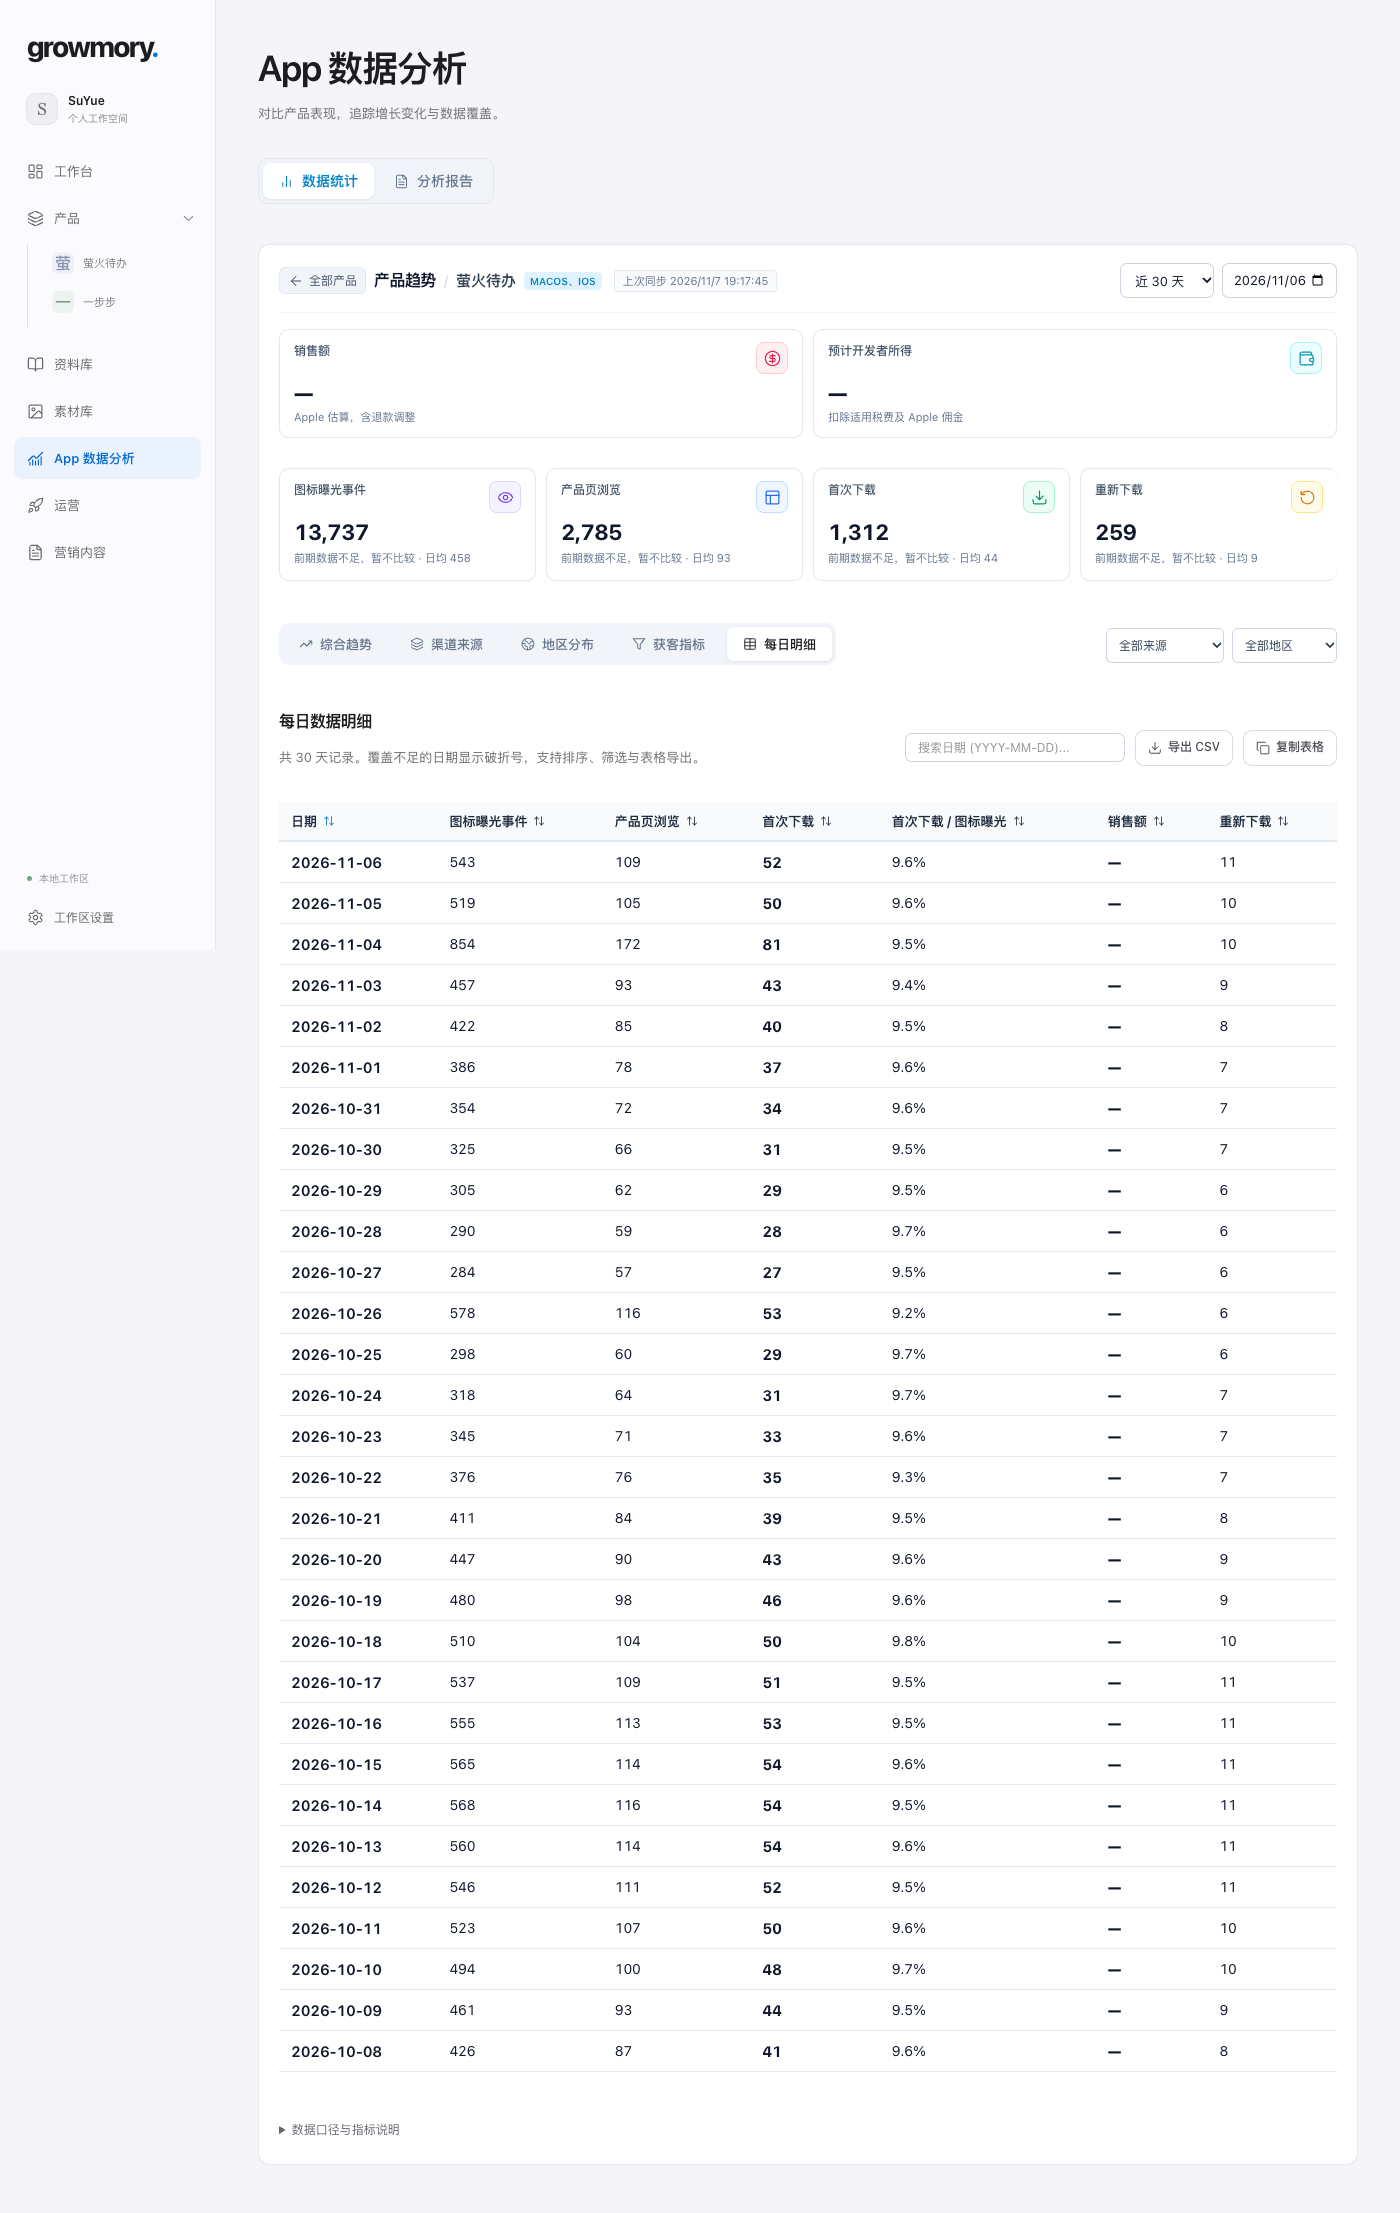 growmory.
S
SuYue
个人工作空间
工作台
产品
萤 萤火待办
一 一步步
资料库
素材库
App 数据分析
运营
营销内容
本地工作区
工作区设置
App 数据分析
对比产品表现，追踪增长变化与数据覆盖。
数据统计 分析报告
全部产品 产品趋势 / 萤火待办 MACOS、IOS 上次同步 2026/11/7 19:17:45 近 30 天 2026/11/06
销售额
—
Apple 估算，含退款调整
预计开发者所得
—
扣除适用税费及 Apple 佣金
图标曝光事件
13,737
前期数据不足，暂不比较 · 日均 458
产品页浏览
2,785
前期数据不足，暂不比较 · 日均 93
首次下载
1,312
前期数据不足，暂不比较 · 日均 44
重新下载
259
前期数据不足，暂不比较 · 日均 9
综合趋势 渠道来源 地区分布 获客指标 每日明细 全部来源 全部地区
每日数据明细
共 30 天记录。覆盖不足的日期显示破折号，支持排序、筛选与表格导出。
搜索日期 (YYYY-MM-DD)... 导出 CSV 复制表格
日期 图标曝光事件 产品页浏览 首次下载 首次下载 / 图标曝光 销售额 重新下载
2026-11-06 543 109 52 9.6% — 11
2026-11-05 519 105 50 9.6% — 10
2026-11-04 854 172 81 9.5% — 10
2026-11-03 457 93 43 9.4% — 9
2026-11-02 422 85 40 9.5% — 8
2026-11-01 386 78 37 9.6% — 7
2026-10-31 354 72 34 9.6% — 7
2026-10-30 325 66 31 9.5% — 7
2026-10-29 305 62 29 9.5% — 6
2026-10-28 290 59 28 9.7% — 6
2026-10-27 284 57 27 9.5% — 6
2026-10-26 578 116 53 9.2% — 6
2026-10-25 298 60 29 9.7% — 6
2026-10-24 318 64 31 9.7% — 7
2026-10-23 345 71 33 9.6% — 7
2026-10-22 376 76 35 9.3% — 7
2026-10-21 411 84 39 9.5% — 8
2026-10-20 447 90 43 9.6% — 9
2026-10-19 480 98 46 9.6% — 9
2026-10-18 510 104 50 9.8% — 10
2026-10-17 537 109 51 9.5% — 11
2026-10-16 555 113 53 9.5% — 11
2026-10-15 565 114 54 9.6% — 11
2026-10-14 568 116 54 9.5% — 11
2026-10-13 560 114 54 9.6% — 11
2026-10-12 546 111 52 9.5% — 11
2026-10-11 523 107 50 9.6% — 10
2026-10-10 494 100 48 9.7% — 10
2026-10-09 461 93 44 9.5% — 9
2026-10-08 426 87 41 9.6% — 8
数据口径与指标说明